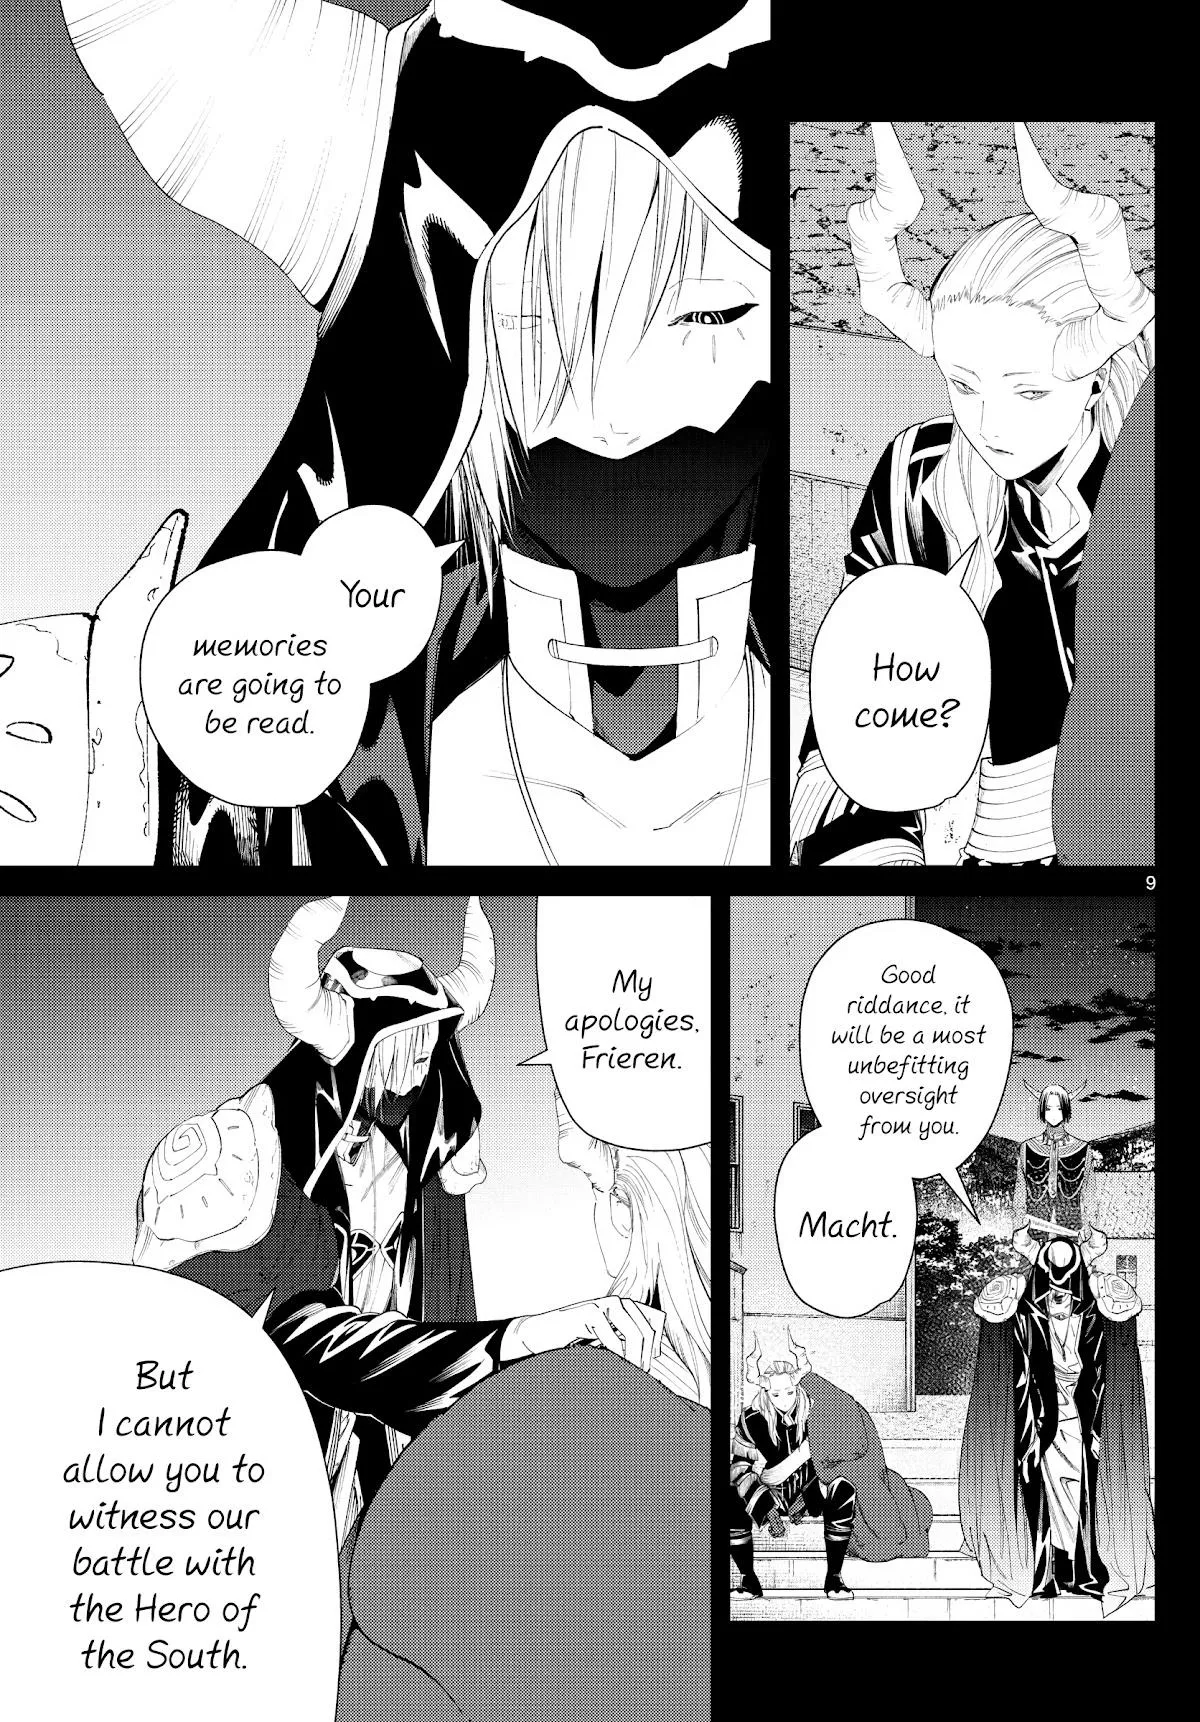 How
come?
Your
memories
are going to
be read.
9
Good
riddance, it
will be a most
unbefitting
oversight
from you.
Macht.
My
apologies,
Frieren.
But
I cannot
allow you to
witness our
battle with
the Hero of
the South.